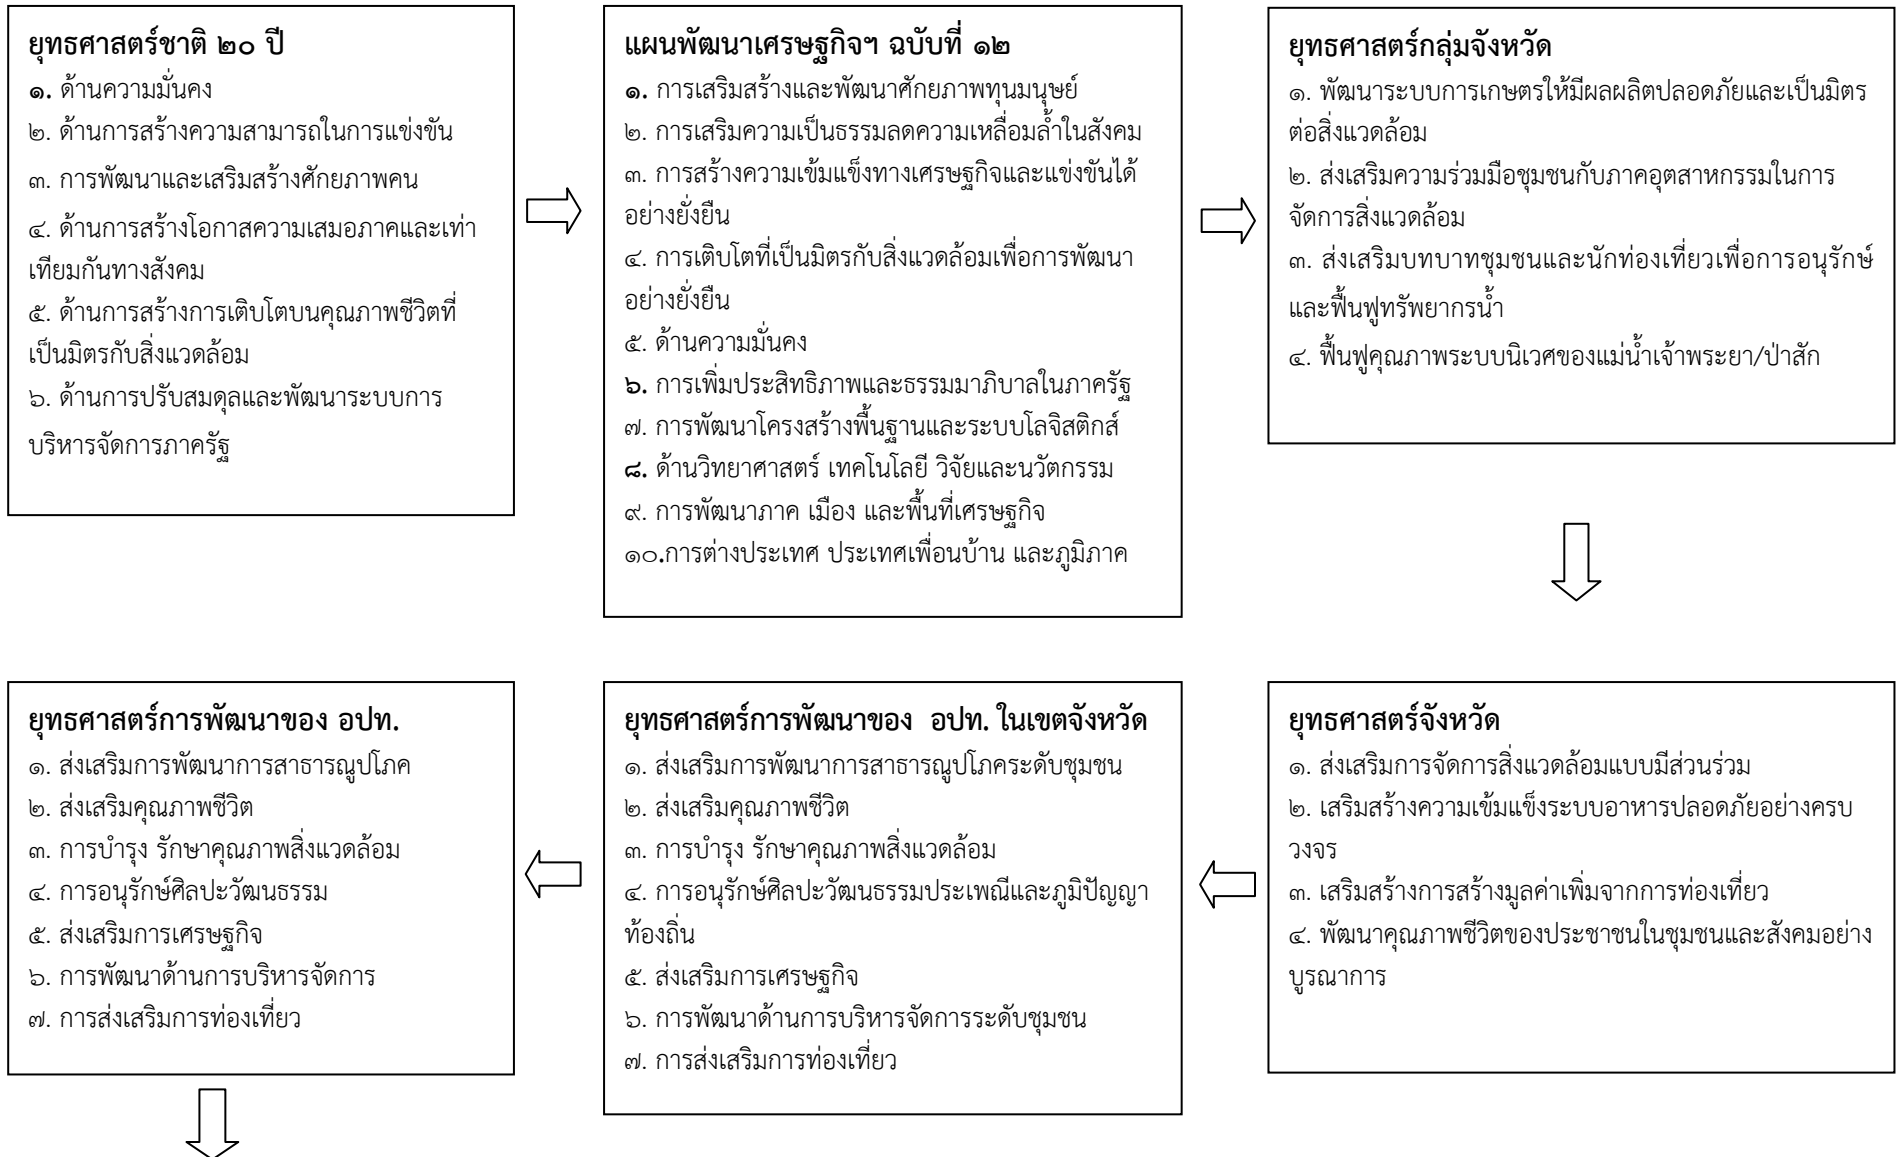 ยุทธศาสตร์ชาติ ๒๐ ปี
๑. ด้านความมั่นคง
๒. ด้านการสร้างความสามารถในการแข่งขัน
๓. การพัฒนาและเสริมสร้างศักยภาพคน
๔. ด้านการสร้างโอกาสความเสมอภาคและเท่า
เทียมกันทางสังคม
๕. ด้านการสร้างการเติบโตบนคุณภาพชีวิตที่
เป็นมิตรกับสิ่งแวดล้อม
๖. ด้านการปรับสมดุลและพัฒนาระบบการ
บริหารจัดการภาครัฐ
แผนพัฒนาเศรษฐกิจฯ ฉบับที่ ๑๒
๑. การเสริมสร้างและพัฒนาศักยภาพทุนมนุษย์
๒. การเสริมความเป็นธรรมลดความเหลื่อมล้ำในสังคม
๓. การสร้างความเข้มแข็งทางเศรษฐกิจและแข่งขันได้
อย่างยั่งยืน
๔. การเติบโตที่เป็นมิตรกับสิ่งแวดล้อมเพื่อการพัฒนา
อย่างยั่งยืน
๕. ด้านความมั่นคง
๖. การเพิ่มประสิทธิภาพและธรรมมาภิบาลในภาครัฐ
๗. การพัฒนาโครงสร้างพื้นฐานและระบบโลจิสติกส์
๘. ด้านวิทยาศาสตร์ เทคโนโลยี วิจัยและนวัตกรรม
๙. การพัฒนาภาค เมือง และพื้นที่เศรษฐกิจ
๑๐.การต่างประเทศ ประเทศเพื่อนบ้าน และภูมิภาค
ยุทธศาสตร์กลุ่มจังหวัด
๑. พัฒนาระบบการเกษตรให้มีผลผลิตปลอดภัยและเป็นมิตร
ต่อสิ่งแวดล้อม
๒. ส่งเสริมความร่วมมือชุมชนกับภาคอุตสาหกรรมในการ
จัดการสิ่งแวดล้อม
๓. ส่งเสริมบทบาทชุมชนและนักท่องเที่ยวเพื่อการอนุรักษ์
และฟื้นฟูทรัพยากรน้ำ
๔. ฟื้นฟูคุณภาพระบบนิเวศของแม่น้ำเจ้าพระยา/ป่าสัก
ยุทธศาสตร์การพัฒนาของ อปท.
๑. ส่งเสริมการพัฒนาการสาธารณูปโภค
๒. ส่งเสริมคุณภาพชีวิต
๓. การบำรุง รักษาคุณภาพสิ่งแวดล้อม
๔. การอนุรักษ์ศิลปะวัฒนธรรม
๕. ส่งเสริมการเศรษฐกิจ
๖. การพัฒนาด้านการบริหารจัดการ
๗. การส่งเสริมการท่องเที่ยว
ยุทธศาสตร์การพัฒนาของ อปท. ในเขตจังหวัด
๑. ส่งเสริมการพัฒนาการสาธารณูปโภคระดับชุมชน
๒. ส่งเสริมคุณภาพชีวิต
๓. การบำรุง รักษาคุณภาพสิ่งแวดล้อม
๔. การอนุรักษ์ศิลปะวัฒนธรรมประเพณีและภูมิปัญญา
ท้องถิ่น
๕. ส่งเสริมการเศรษฐกิจ
๖. การพัฒนาด้านการบริหารจัดการระดับชุมชน
๗. การส่งเสริมการท่องเที่ยว
ยุทธศาสตร์จังหวัด
๑. ส่งเสริมการจัดการสิ่งแวดล้อมแบบมีส่วนร่วม
๒. เสริมสร้างความเข้มแข็งระบบอาหารปลอดภัยอย่างครบ
วงจร
๓. เสริมสร้างการสร้างมูลค่าเพิ่มจากการท่องเที่ยว
๔. พัฒนาคุณภาพชีวิตของประชาชนในชุมชนและสังคมอย่าง
บูรณาการ